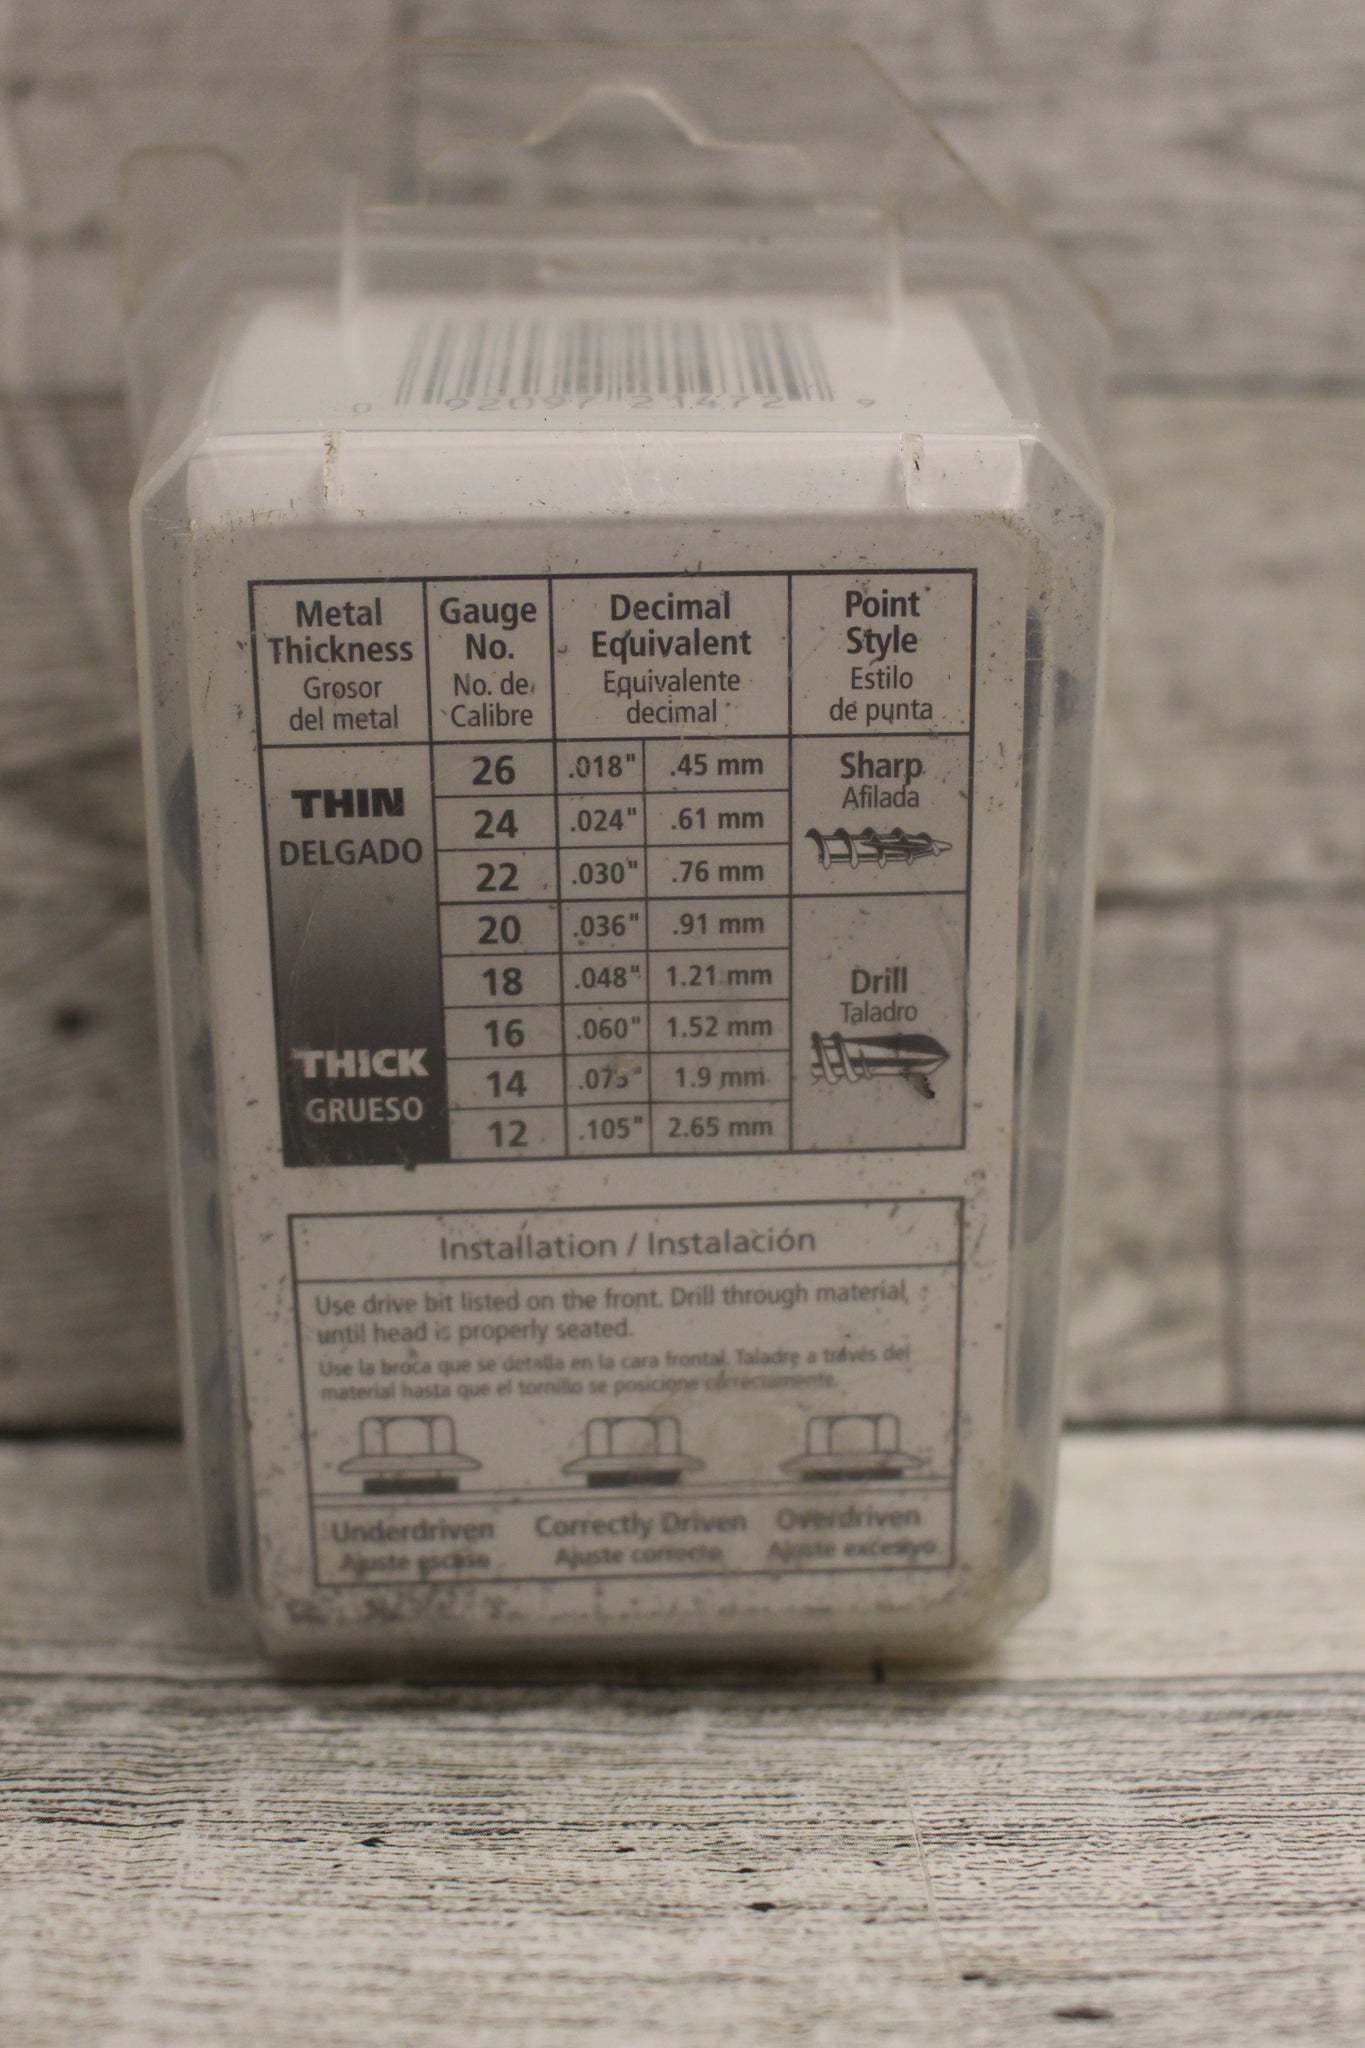 0 92097 21472 9
Metal Thickness
Grosor del metal
Gauge No.
No. de Calibre
Decimal Equivalent
Equivalente decimal
Point Style
Estilo de punta
THIN
DELGADO
THICK
GRUESO
26 .018" .45 mm
24 .024" .61 mm
22 .030" .76 mm
20 .036" .91 mm
18 .048" 1.21 mm
16 .060" 1.52 mm
14 .075" 1.9 mm
12 .105" 2.65 mm
Sharp
Afilada
Drill
Taladro
Installation / Instalación
Use drive bit listed on the front. Drill through material
until head is properly seated.
Use la broca que se detalla en la cara frontal. Taladre a través del
material hasta que el tornillo se posicione correctamente.
Underdriven Correctly Driven Overdriven
Ajuste escaso Ajuste correcto Ajuste excesivo